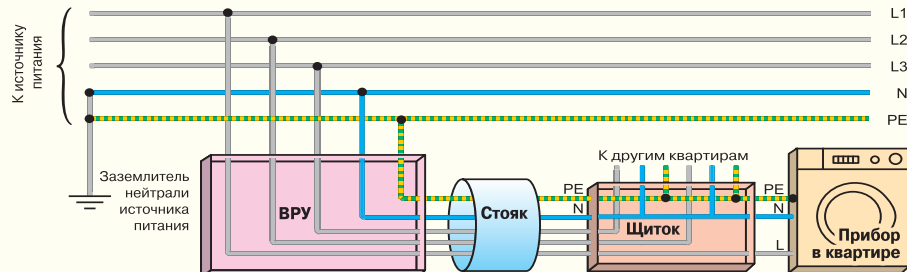 К источнику
питания
L1
L2
L3
N
PE
Заземлитель
нейтрали
источника
питания
ВРУ
Стояк
К другим квартирам
PE
N
Щиток
PE
N
L
Прибор
в квартире